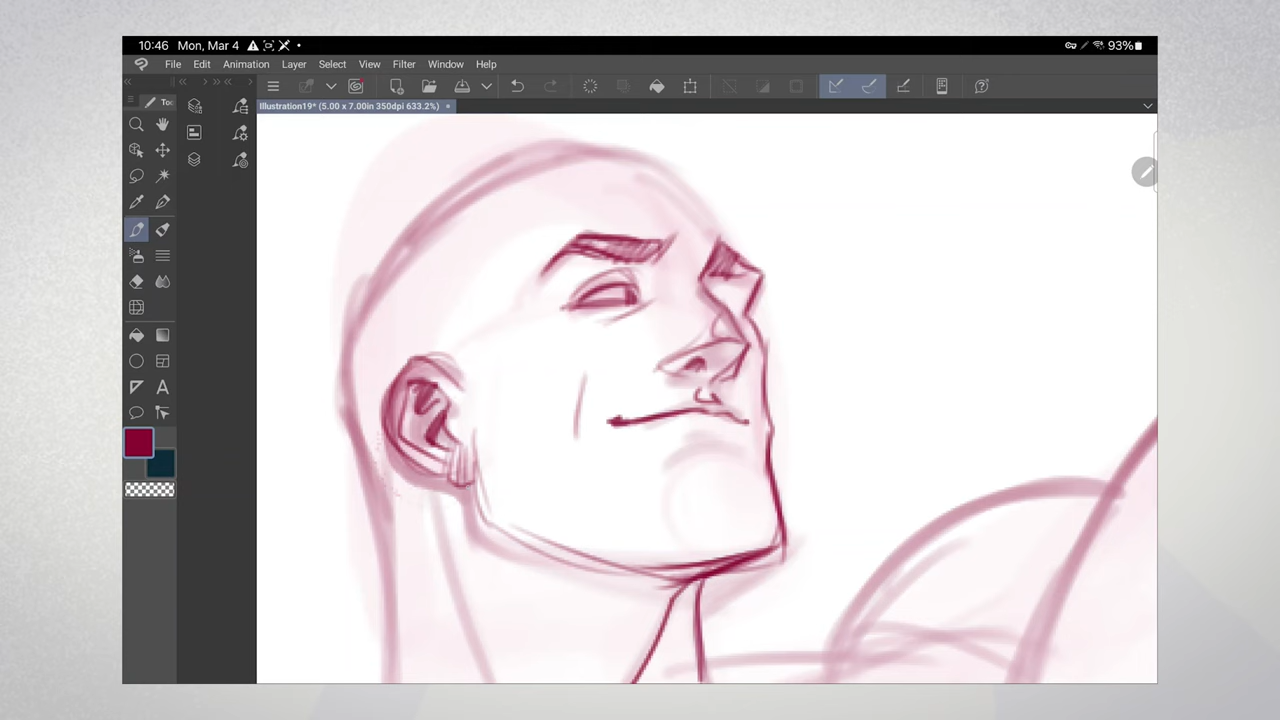 10:46 Mon, Mar 4 93%
File Edit Animation Layer Select View Filter Window Help
Illustration19* (5.00 x 7.00in 350dpi 633.2%)
Too
A